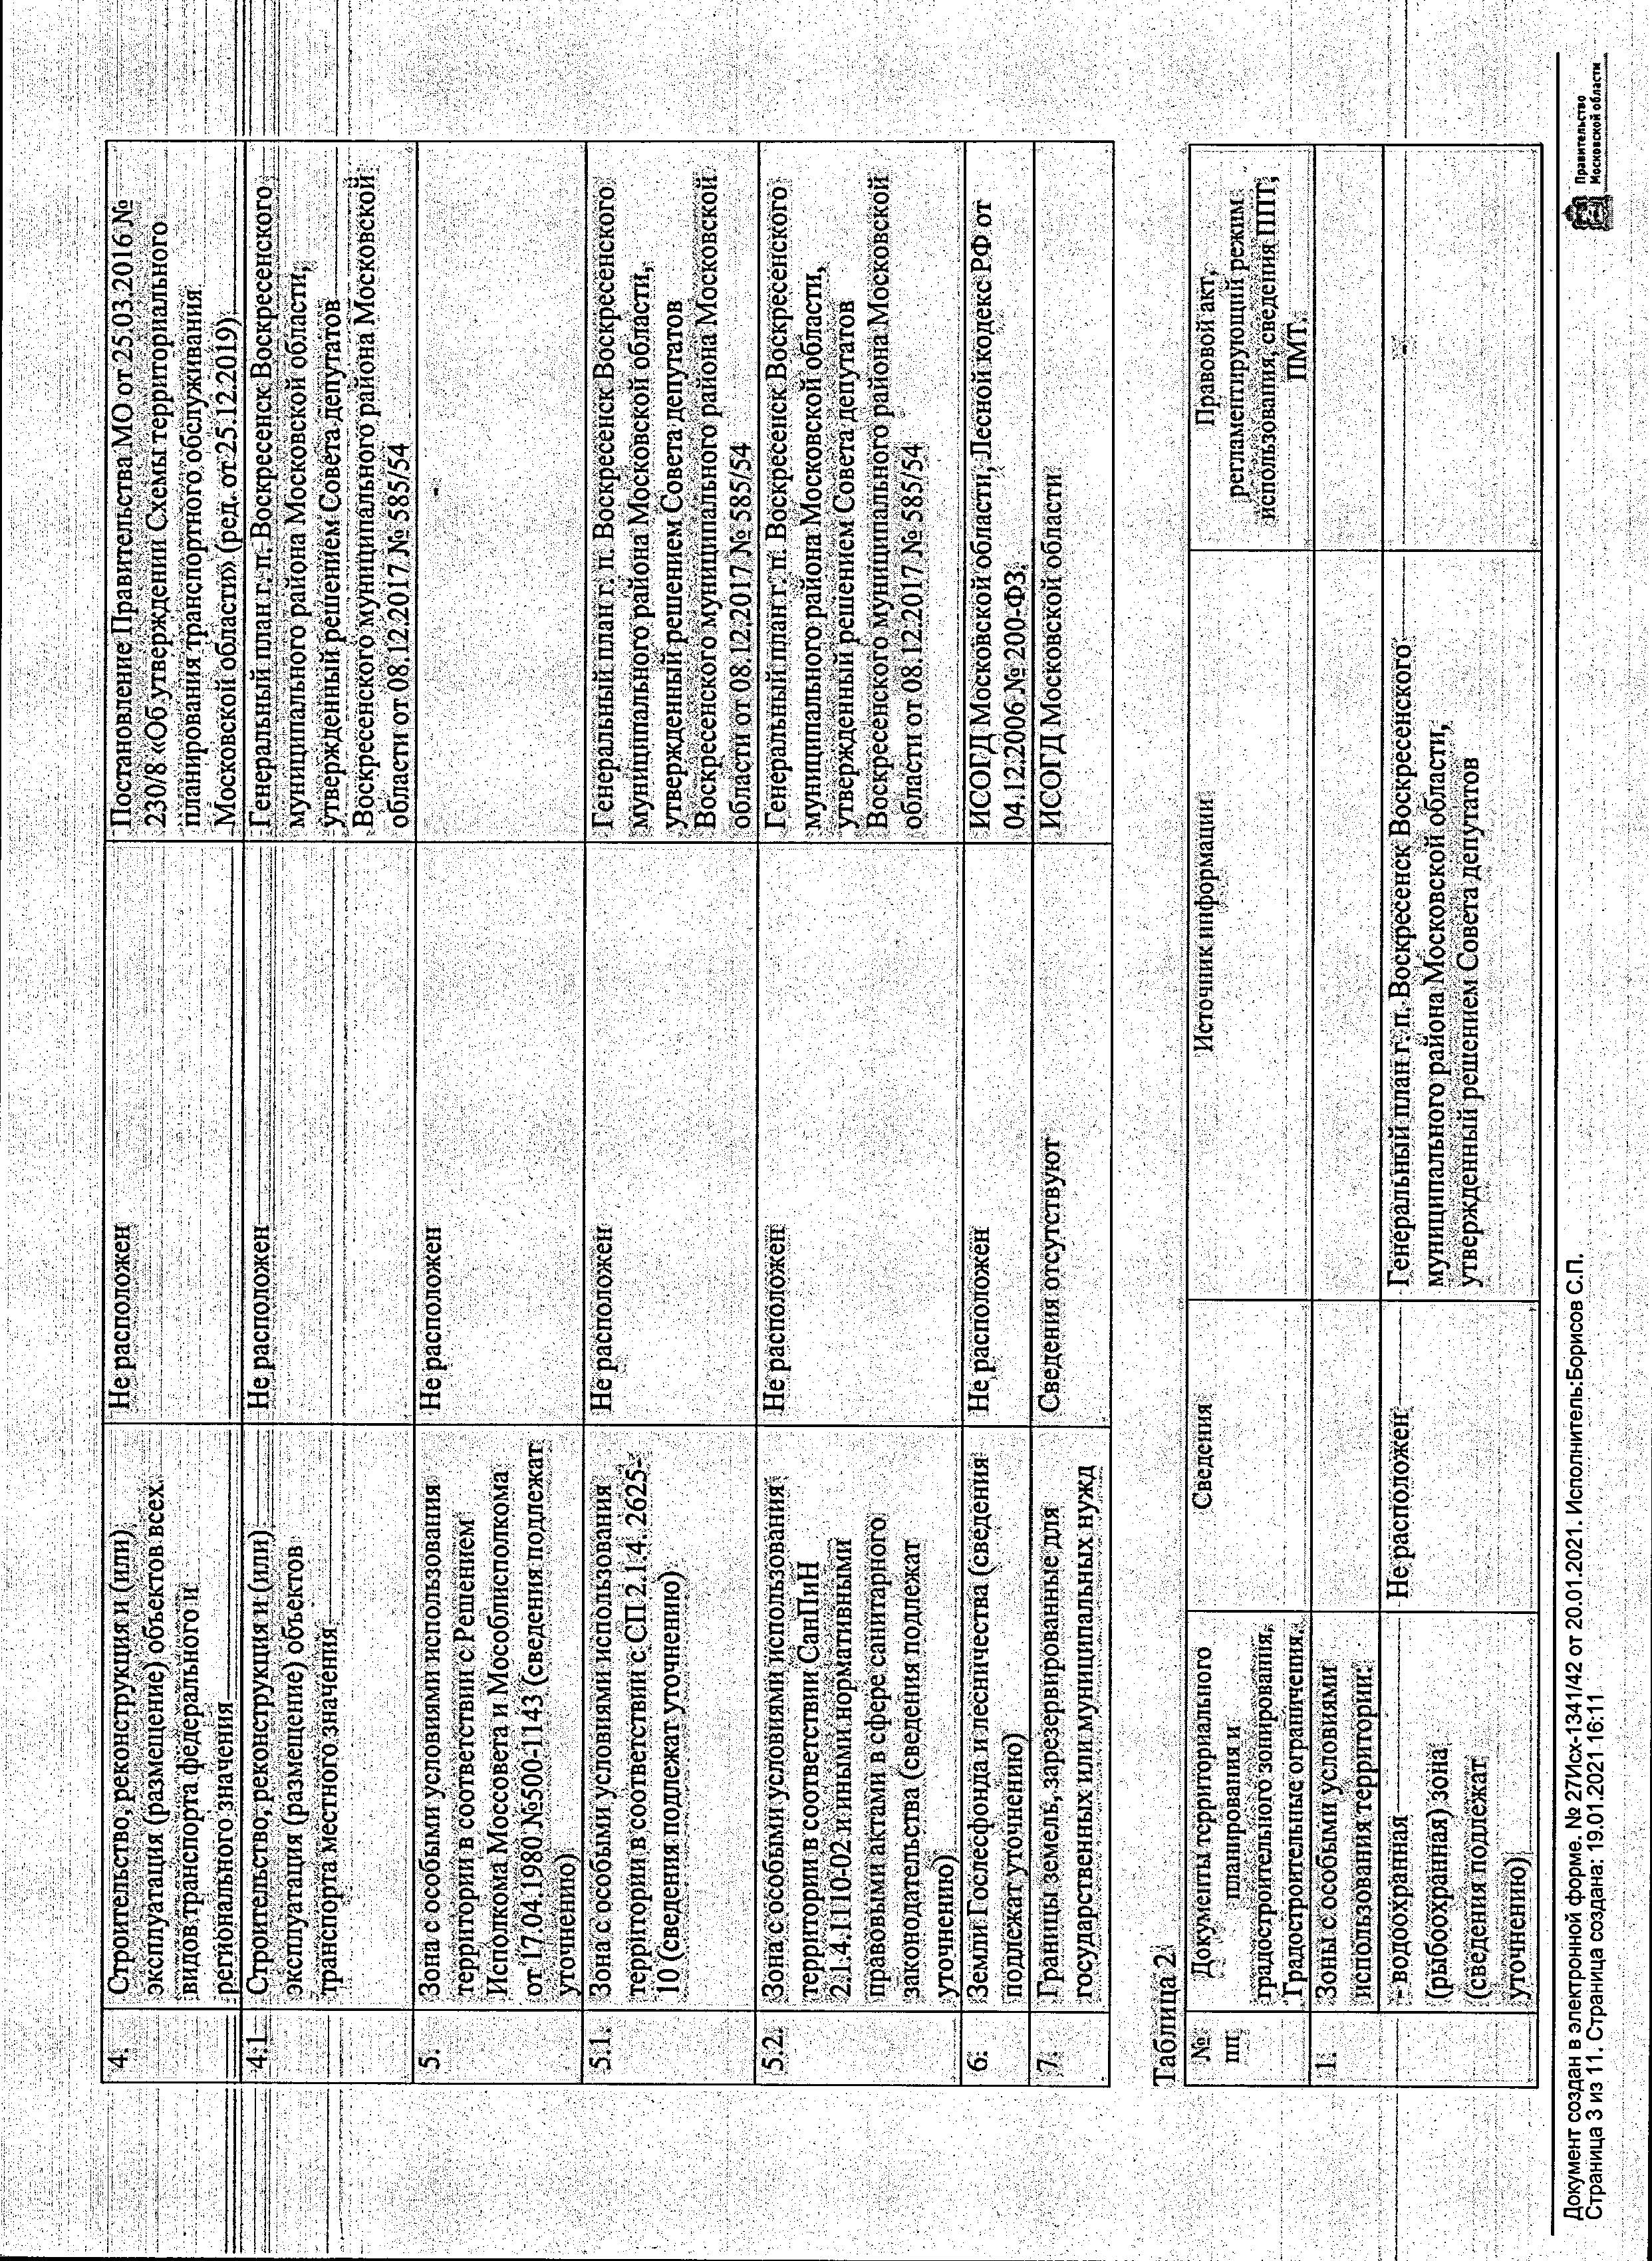 4.
Строительство, реконструкция и (или)
эксплуатация (размещение) объектов всех
видов транспорта федерального и
регионального значения
Не расположен
Постановление Правительства МО от 25.03.2016 №
230/8 «Об утверждении Схемы территориального
планирования транспортного обслуживания
Московской области» (ред. от 25.12.2019)
4.1.
Строительство, реконструкция и (или)
эксплуатация (размещение) объектов
транспорта местного значения
Не расположен
Генеральный план г. п. Воскресенск Воскресенского
муниципального района Московской области,
утвержденный решением Совета депутатов
Воскресенского муниципального района Московской
области от 08.12.2017 № 585/54
5.
Зона с особыми условиями использования
территории в соответствии с Решением
Исполкома Моссовета и Мособлисполкома
от 17.04.1980 №500-1143 (сведения подлежат
уточнению)
Не расположен
-
5.1.
Зона с особыми условиями использования
территории в соответствии с СП 2.1.4.2625-
10 (сведения подлежат уточнению)
Не расположен
Генеральный план г. п. Воскресенск Воскресенского
муниципального района Московской области,
утвержденный решением Совета депутатов
Воскресенского муниципального района Московской
области от 08.12.2017 № 585/54
5.2.
Зона с особыми условиями использования
территории в соответствии СанПиН
2.1.4.1110-02 и иными нормативными
правовыми актами в сфере санитарного
законодательства (сведения подлежат
уточнению)
Не расположен
Генеральный план г. п. Воскресенск Воскресенского
муниципального района Московской области,
утвержденный решением Совета депутатов
Воскресенского муниципального района Московской
области от 08.12.2017 № 585/54
6.
Земли Гослесфонда и лесничества (сведения
подлежат уточнению)
Не расположен
ИСОГД Московской области, Лесной кодекс РФ от
04.12.2006 № 200-ФЗ.
7.
Границы земель, зарезервированные для
государственных или муниципальных нужд
Сведения отсутствуют
ИСОГД Московской области
Таблица 2
№
пп
Документы территориального
планирования и
градостроительного зонирования.
Градостроительные ограничения.
Сведения
Источник информации
Правовой акт,
регламентирующий режим
использования, сведения ППТ,
ПМТ.
1.
Зоны с особыми условиями
использования территории:
- водоохранная
(рыбоохранная) зона
(сведения подлежат
уточнению)
Не расположен
Генеральный план г. п. Воскресенск Воскресенского
муниципального района Московской области,
утвержденный решением Совета депутатов
-
Документ создан в электронной форме. № 27Исх-1341/42 от 20.01.2021. Исполнитель:Борисов С.П.
Страница 3 из 11. Страница создана: 19.01.2021 16:11
Правительство
Московской области